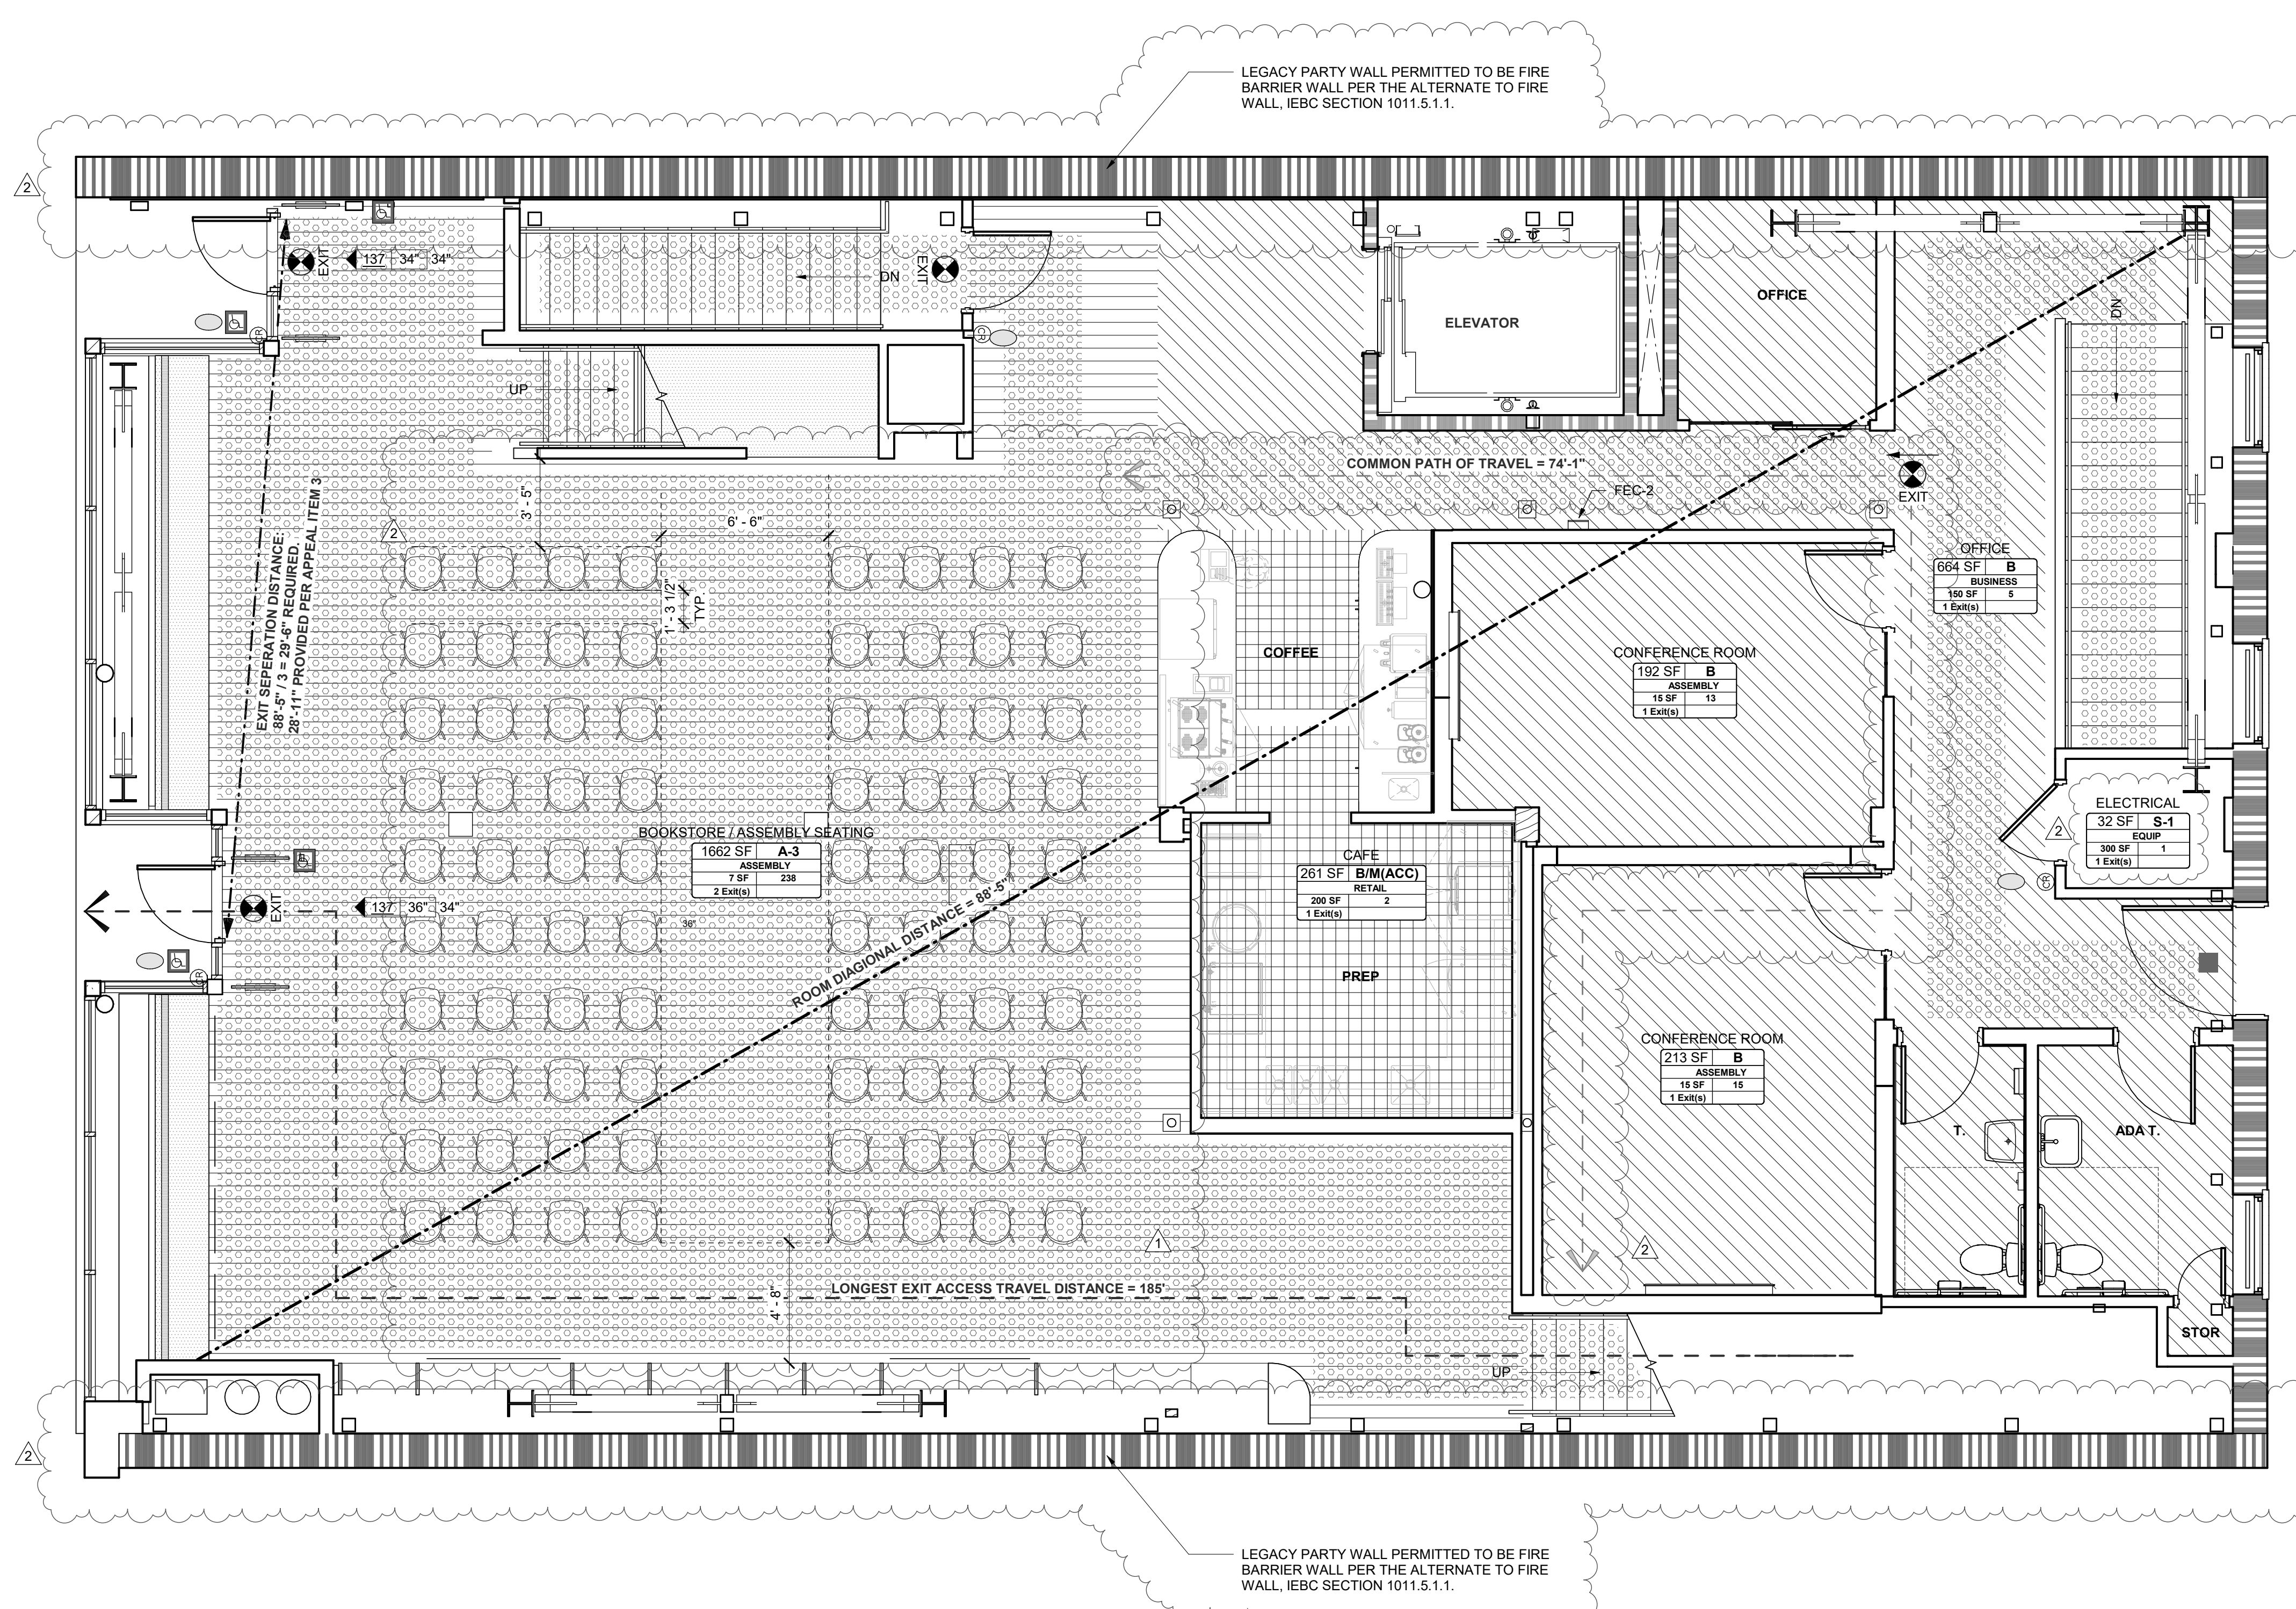 LEGACY PARTY WALL PERMITTED TO BE FIRE
BARRIER WALL PER THE ALTERNATE TO FIRE
WALL, IEBC SECTION 1011.5.1.1.
2
EXIT
137 34" 34"
DN
EXIT
CR
CR
UP
ELEVATOR
OFFICE
DN
COMMON PATH OF TRAVEL = 74'-1"
FEC-2
EXIT
3' - 5"
6' - 6"
2
1' - 3 1/2"
TYP.
EXIT SEPERATION DISTANCE:
88'-5" / 3 = 29'-6" REQUIRED.
28'-11" PROVIDED PER APPEAL ITEM 3
COFFEE
OFFICE
664 SF B
BUSINESS
150 SF 5
1 Exit(s)
CONFERENCE ROOM
192 SF B
ASSEMBLY
15 SF 13
1 Exit(s)
BOOKSTORE / ASSEMBLY SEATING
1662 SF A-3
ASSEMBLY
7 SF 238
2 Exit(s)
CAFE
261 SF B/M(ACC)
RETAIL
200 SF 2
1 Exit(s)
ELECTRICAL
32 SF S-1
EQUIP
300 SF 1
1 Exit(s)
2
CR
EXIT
137 36" 34"
36"
CR
ROOM DIAGIONAL DISTANCE = 88'-5"
PREP
CONFERENCE ROOM
213 SF B
ASSEMBLY
15 SF 15
1 Exit(s)
T.
ADA T.
1
2
LONGEST EXIT ACCESS TRAVEL DISTANCE = 185'
4' - 8"
STOR
UP
2
LEGACY PARTY WALL PERMITTED TO BE FIRE
BARRIER WALL PER THE ALTERNATE TO FIRE
WALL, IEBC SECTION 1011.5.1.1.